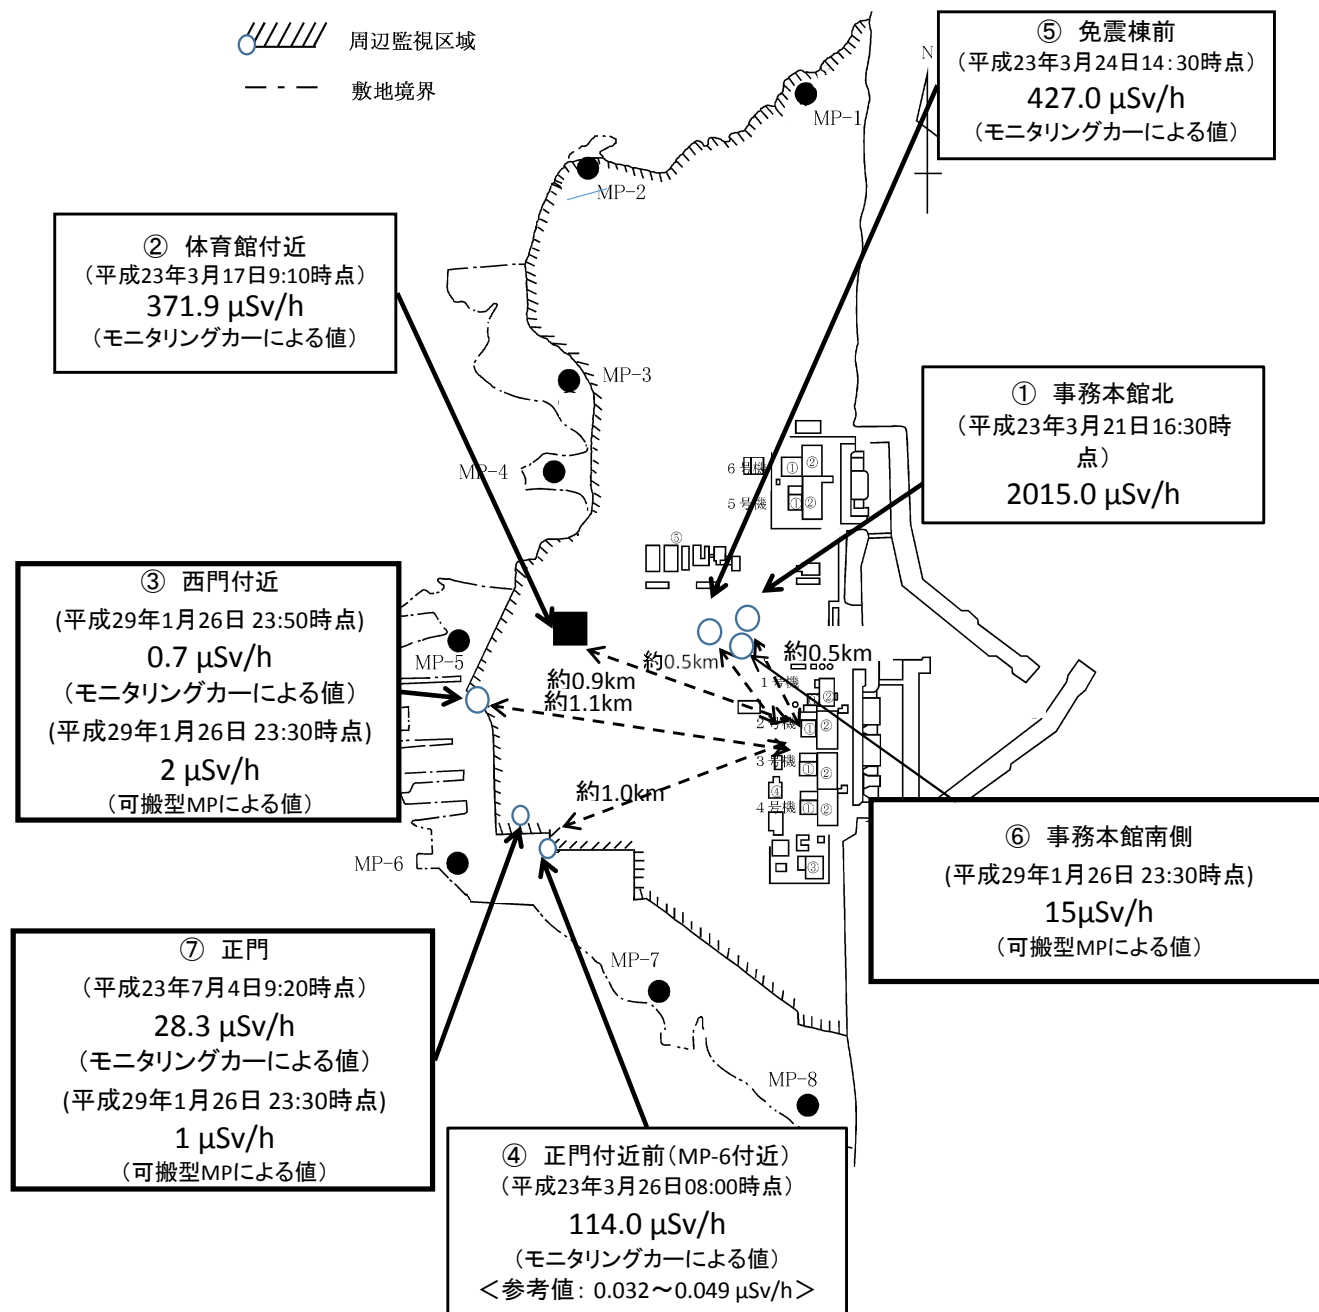 周辺監視区域
敷地境界
⑤ 免震棟前
（平成23年3月24日14：30時点）
427.0 μSv/h
（モニタリングカーによる値）
N
MP-1
MP-2
② 体育館付近
（平成23年3月17日9:10時点）
371.9 μSv/h
（モニタリングカーによる値）
MP-3
① 事務本館北
（平成23年3月21日16:30時
点）
2015.0 μSv/h
MP-4
６号機
①
②
５号機
①
②
⑤
③ 西門付近
(平成29年1月26日 23:50時点)
0.7 μSv/h
（モニタリングカーによる値）
(平成29年1月26日 23:30時点)
2 μSv/h
（可搬型MPによる値）
MP-5
約0.5km
約0.5km
約0.9km
約1.1km
１号機
②
２号機
①
②
３号機
①
②
④
約1.0km
４号機
①
②
③
MP-6
⑥ 事務本館南側
(平成29年1月26日 23:30時点)
15μSv/h
（可搬型MPによる値）
⑦ 正門
（平成23年7月4日9:20時点）
28.3 μSv/h
（モニタリングカーによる値）
(平成29年1月26日 23:30時点)
1 μSv/h
（可搬型MPによる値）
MP-7
MP-8
④ 正門付近前（MP-6付近）
（平成23年3月26日08:00時点）
114.0 μSv/h
（モニタリングカーによる値）
＜参考値： 0.032～0.049 μSv/h＞